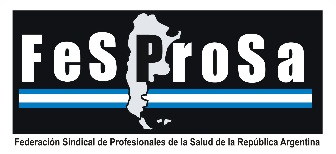 FeSProSa
Federación Sindical de Profesionales de la Salud de la República Argentina